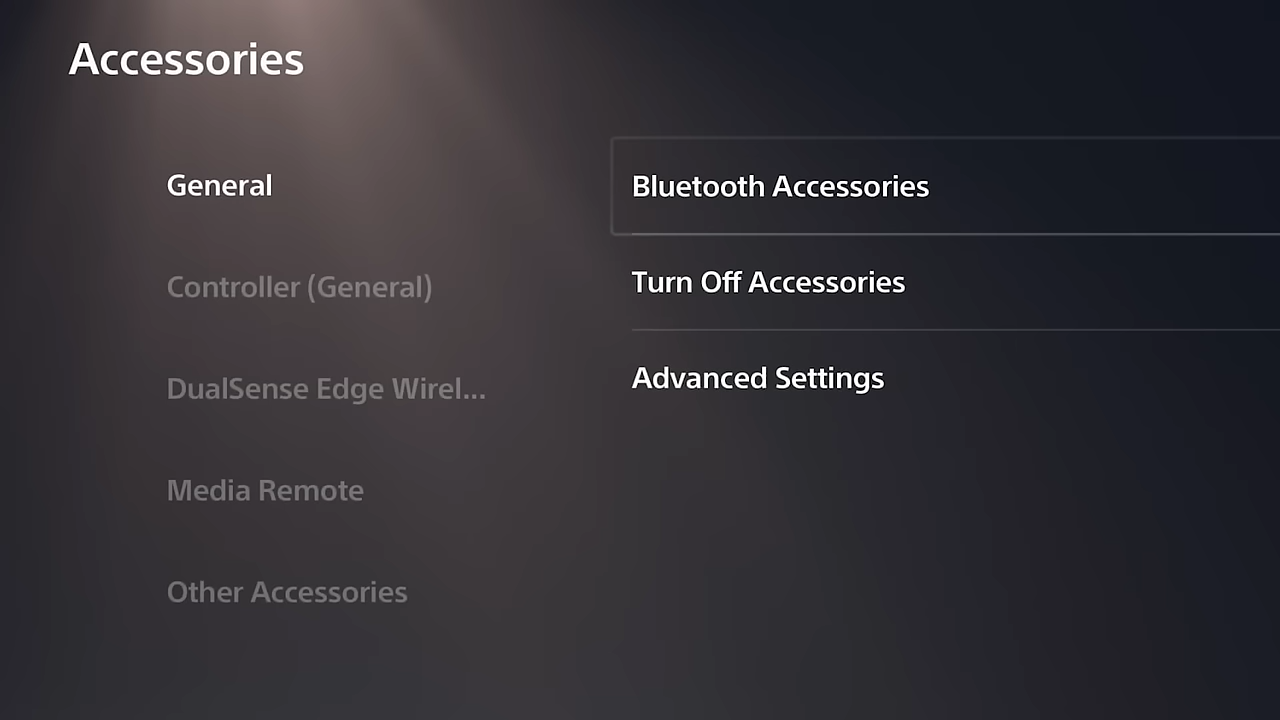 Accessories
General
Controller (General)
DualSense Edge Wirel...
Media Remote
Other Accessories
Bluetooth Accessories
Turn Off Accessories
Advanced Settings